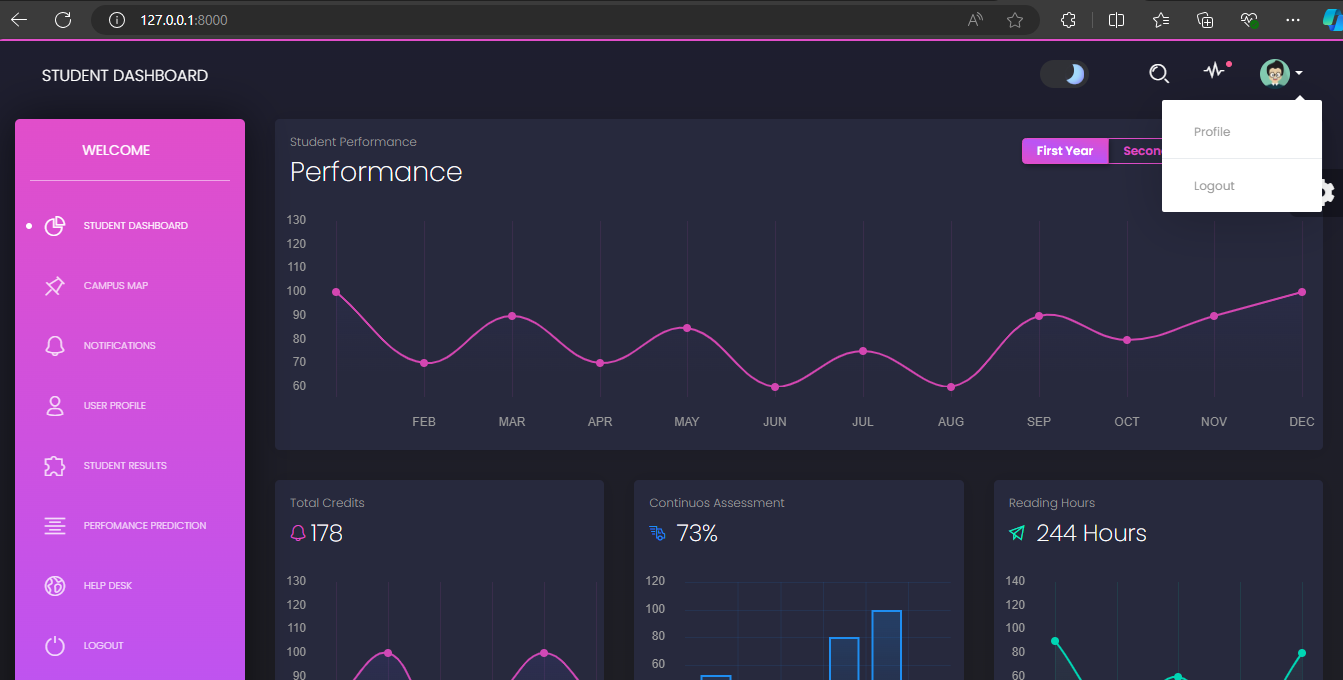 127.0.0.1:8000
STUDENT DASHBOARD
WELCOME
STUDENT DASHBOARD
CAMPUS MAP
NOTIFICATIONS
USER PROFILE
STUDENT RESULTS
PERFOMANCE PREDICTION
HELP DESK
LOGOUT
Profile
Logout
Student Performance
Performance
First Year
130
120
110
100
90
80
70
60
FEB MAR APR MAY JUN JUL AUG SEP OCT NOV DEC
Total Credits
178
130
120
110
100
90
Continuos Assessment
73%
120
100
80
60
Reading Hours
244 Hours
140
120
100
80
60